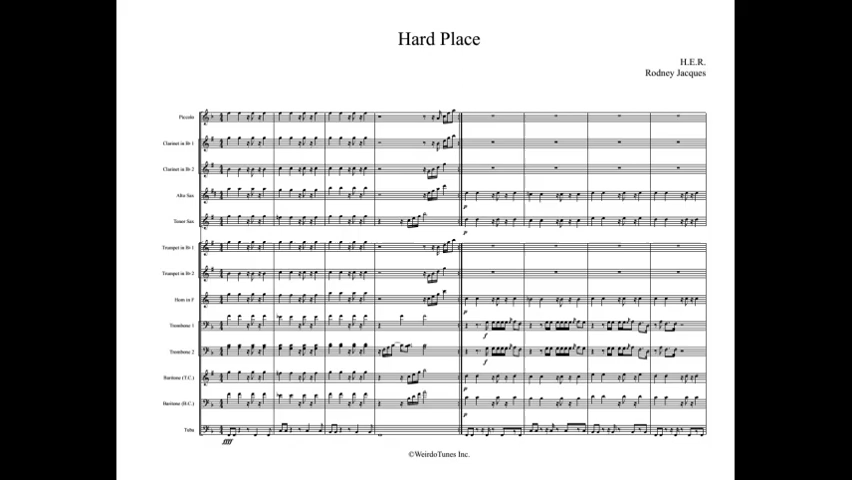 Hard Place
H.E.R.
Rodney Jacques
Piccolo
Clarinet in B♭ 1
Clarinet in B♭ 2
Alto Sax
Tenor Sax
p
p
Trumpet in B♭ 1
Trumpet in B♭ 2
Horn in F
p
Trombone 1
f
Trombone 2
f
Baritone (T.C.)
p
Baritone (B.C.)
p
Tuba
fff
©WeirdoTunes Inc.